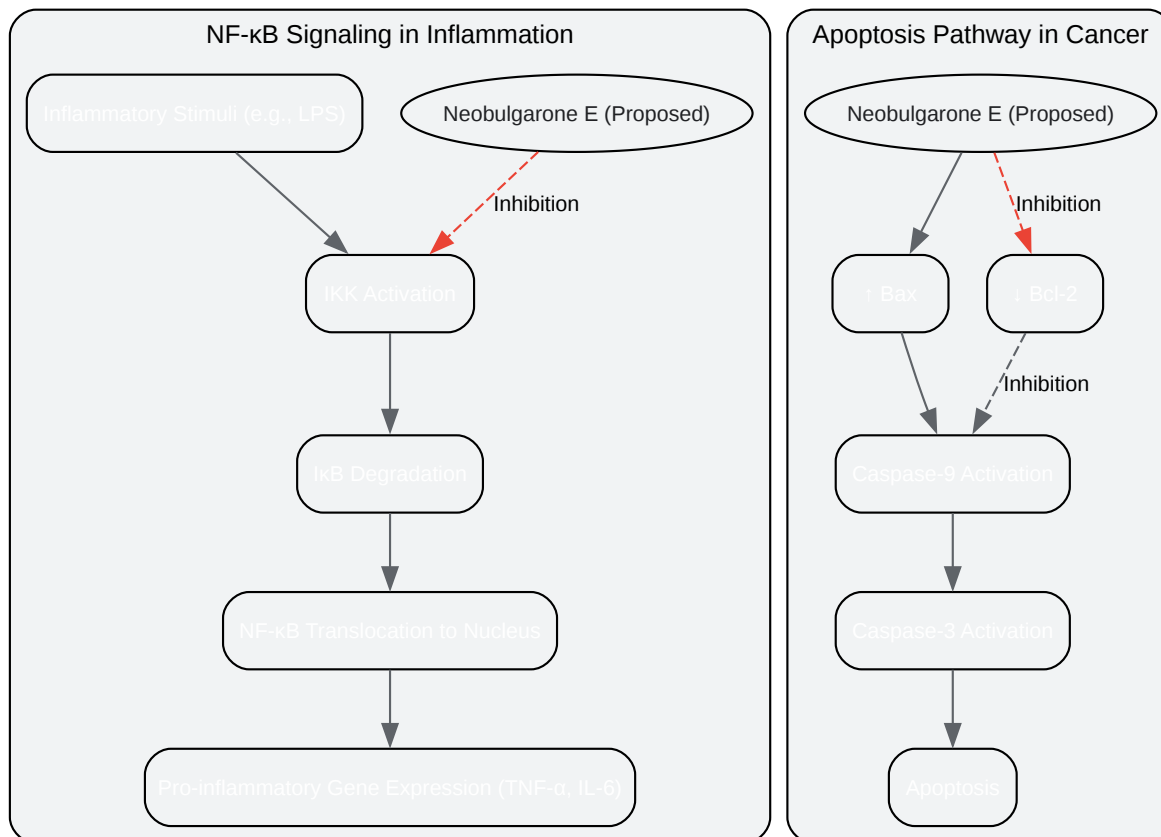 NF-κB Signaling in Inflammation
Inflammatory Stimuli (e.g., LPS)
Neobulgarone E (Proposed)
Inhibition
IKK Activation
IκB Degradation
NF-κB Translocation to Nucleus
Pro-inflammatory Gene Expression (TNF-α, IL-6)
Apoptosis Pathway in Cancer
Neobulgarone E (Proposed)
Inhibition
↑ Bax
↓ Bcl-2
Inhibition
Caspase-9 Activation
Caspase-3 Activation
Apoptosis